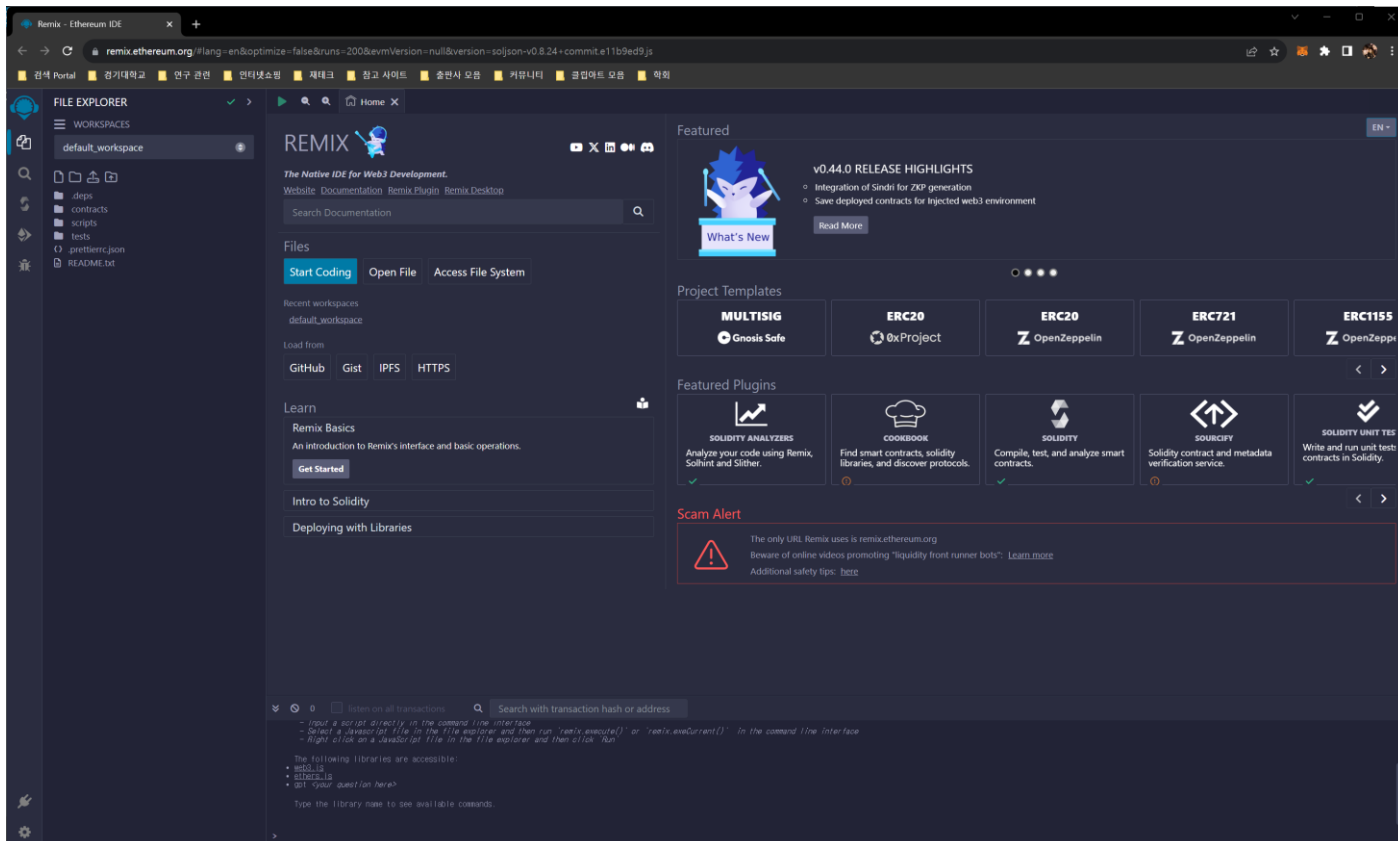 Remix - Ethereum IDE
remix.ethereum.org/#lang=en&optimize=false&runs=200&evmVersion=null&version=soljson-v0.8.24+commit.e11b9ed9.js
검색 Portal 경기대학교 연구 관련 인터넷쇼핑 재테크 참고 사이트 출판사 모음 커뮤니티 클립아트 모음 학회
FILE EXPLORER
WORKSPACES
default_workspace
.deps
contracts
scripts
tests
.prettierrc.json
README.txt
Home
REMIX
The Native IDE for Web3 Development.
Website Documentation Remix Plugin Remix Desktop
Search Documentation
Files
Start Coding Open File Access File System
Recent workspaces
default_workspace
Load from
GitHub Gist IPFS HTTPS
Learn
Remix Basics
An introduction to Remix's interface and basic operations.
Get Started
Intro to Solidity
Deploying with Libraries
Featured
EN
What's New
v0.44.0 RELEASE HIGHLIGHTS
Integration of Sindri for ZKP generation
Save deployed contracts for Injected web3 environment
Read More
Project Templates
MULTISIG
Gnosis Safe
ERC20
0xProject
ERC20
OpenZeppelin
ERC721
OpenZeppelin
ERC1155
OpenZeppe
Featured Plugins
SOLIDITY ANALYZERS
Analyze your code using Remix,
Solhint and Slither.
COOKBOOK
Find smart contracts, solidity
libraries, and discover protocols.
SOLIDITY
Compile, test, and analyze smart
contracts.
SOURCIFY
Solidity contract and metadata
verification service.
SOLIDITY UNIT TES
Write and run unit tests
contracts in Solidity.
Scam Alert
The only URL Remix uses is remix.ethereum.org
Beware of online videos promoting "liquidity front runner bots": Learn more
Additional safety tips: here
0 listen on all transactions Search with transaction hash or address
- Input a script directly in the command line interface
- Select a Javascript file in the file explorer and then run `remix.execute()` or `remix.exeCurrent()` in the command line interface
- Right click on a JavaScript file in the file explorer and then click `Run`
The following libraries are accessible:
• web3.js
• ethers.js
• gpt <your question here>
Type the library name to see available commands.
>